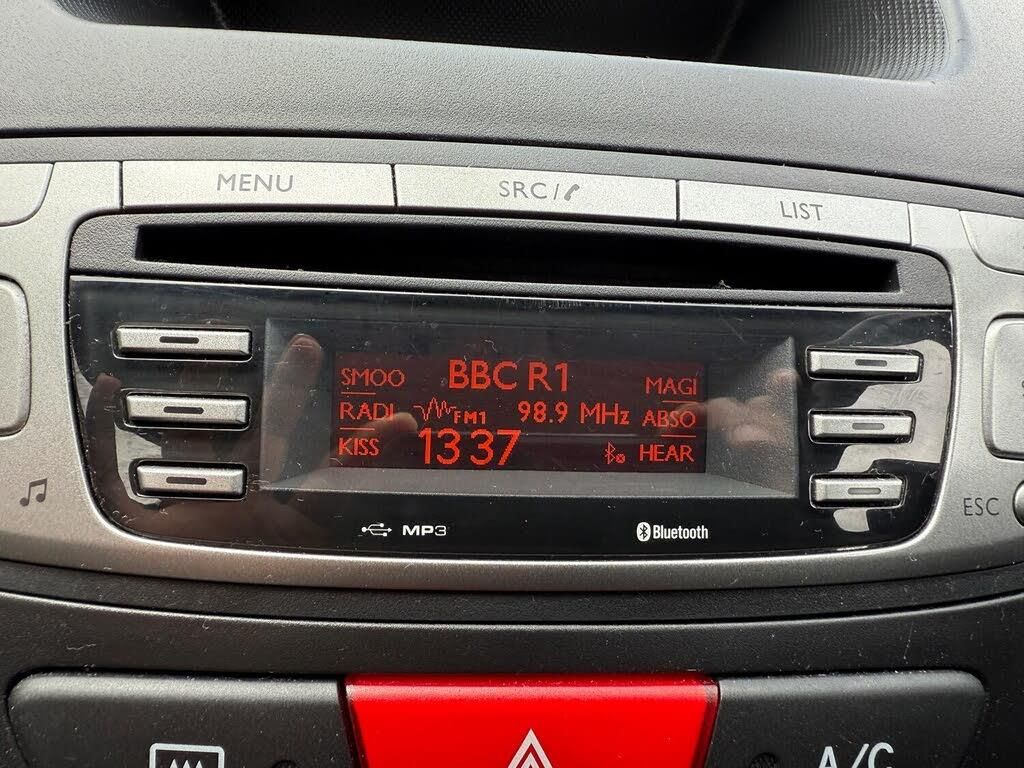 MENU
SRC/
LIST
SMOO BBC R1 MAGI
RADI FM1 98.9 MHz ABSO
KISS 13 37 HEAR
MP3
Bluetooth
ESC
A/C